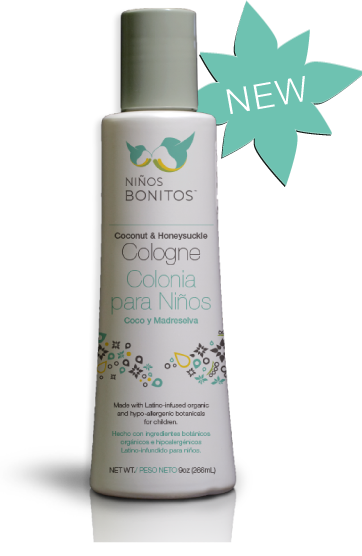 NEW
NIÑOS
BONITOS™
Coconut & Honeysuckle
Cologne
Colonia
para Niños
Coco y Madreselva
Made with Latino-infused organic
and hypo-alergenic botanicals
for children.
Hecho con ingredientes botánicos
orgánicos e hipoalergénicos
Latino-infundido para niños.
NET WT./ PESO NETO 9oz (266mL)